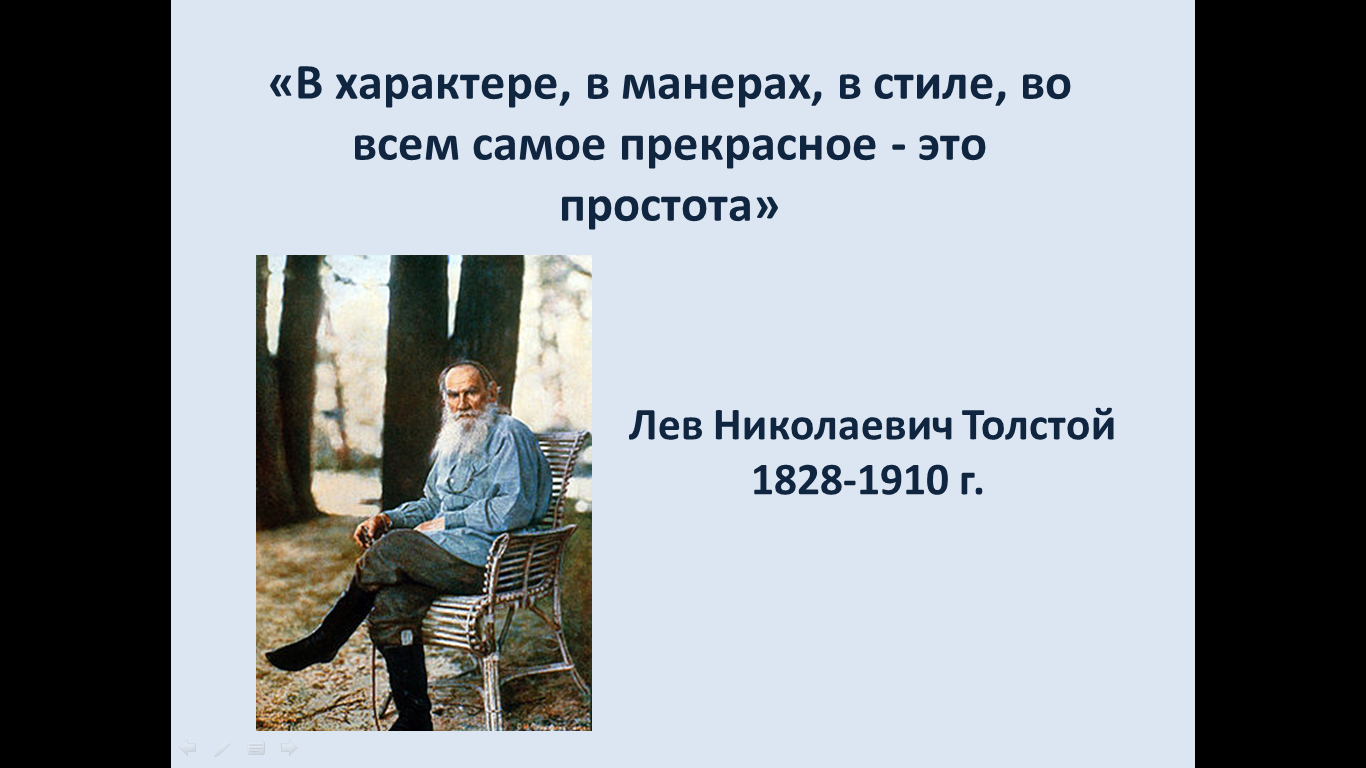 «В характере, в манерах, в стиле, во
всем самое прекрасное - это
простота»
Лев Николаевич Толстой
1828-1910 г.